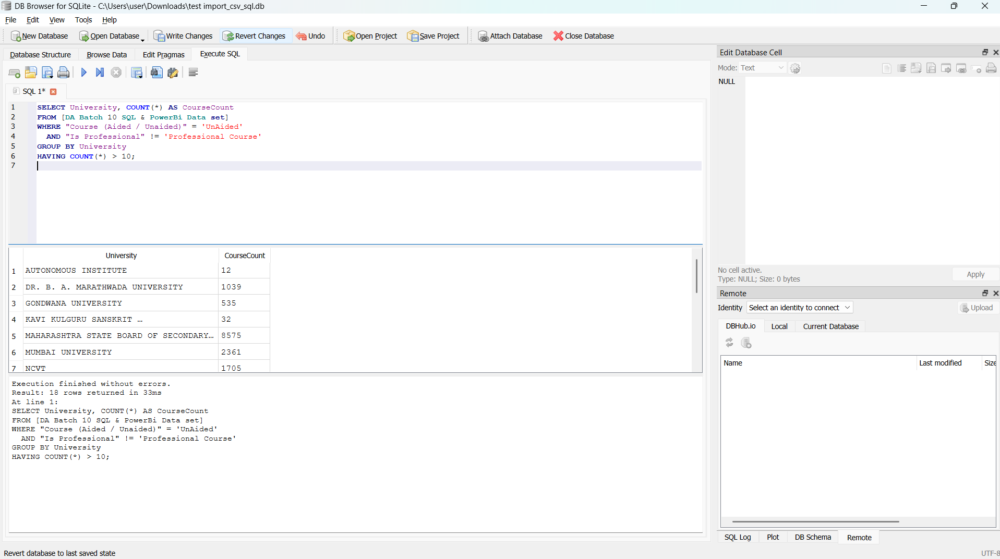 DB Browser for SQLite - C:\Users\user\Downloads\test import_csv_sql.db
File Edit View Tools Help
New Database Open Database Write Changes Revert Changes Undo Open Project Save Project Attach Database Close Database
Database Structure Browse Data Edit Pragmas Execute SQL
SQL 1*
1 SELECT University, COUNT(*) AS CourseCount
2 FROM [DA Batch 10 SQL & PowerBi Data set]
3 WHERE "Course (Aided / Unaided)" = 'UnAided'
4 AND "Is Professional" != 'Professional Course'
5 GROUP BY University
6 HAVING COUNT(*) > 10;
7
University CourseCount
1 AUTONOMOUS INSTITUTE 12
2 DR. B. A. MARATHWADA UNIVERSITY 1039
3 GONDWANA UNIVERSITY 535
4 KAVI KULGURU SANSKRIT … 32
5 MAHARASHTRA STATE BOARD OF SECONDARY… 8575
6 MUMBAI UNIVERSITY 2361
7 NCVT 1705
Execution finished without errors.
Result: 18 rows returned in 33ms
At line 1:
SELECT University, COUNT(*) AS CourseCount
FROM [DA Batch 10 SQL & PowerBi Data set]
WHERE "Course (Aided / Unaided)" = 'UnAided'
AND "Is Professional" != 'Professional Course'
GROUP BY University
HAVING COUNT(*) > 10;
Edit Database Cell
Mode: Text
NULL
No cell active.
Type: NULL; Size: 0 bytes
Apply
Remote
Identity Select an identity to connect Upload
DBHub.io Local Current Database
Name Last modified Size
SQL Log Plot DB Schema Remote
Revert database to last saved state
UTF-8